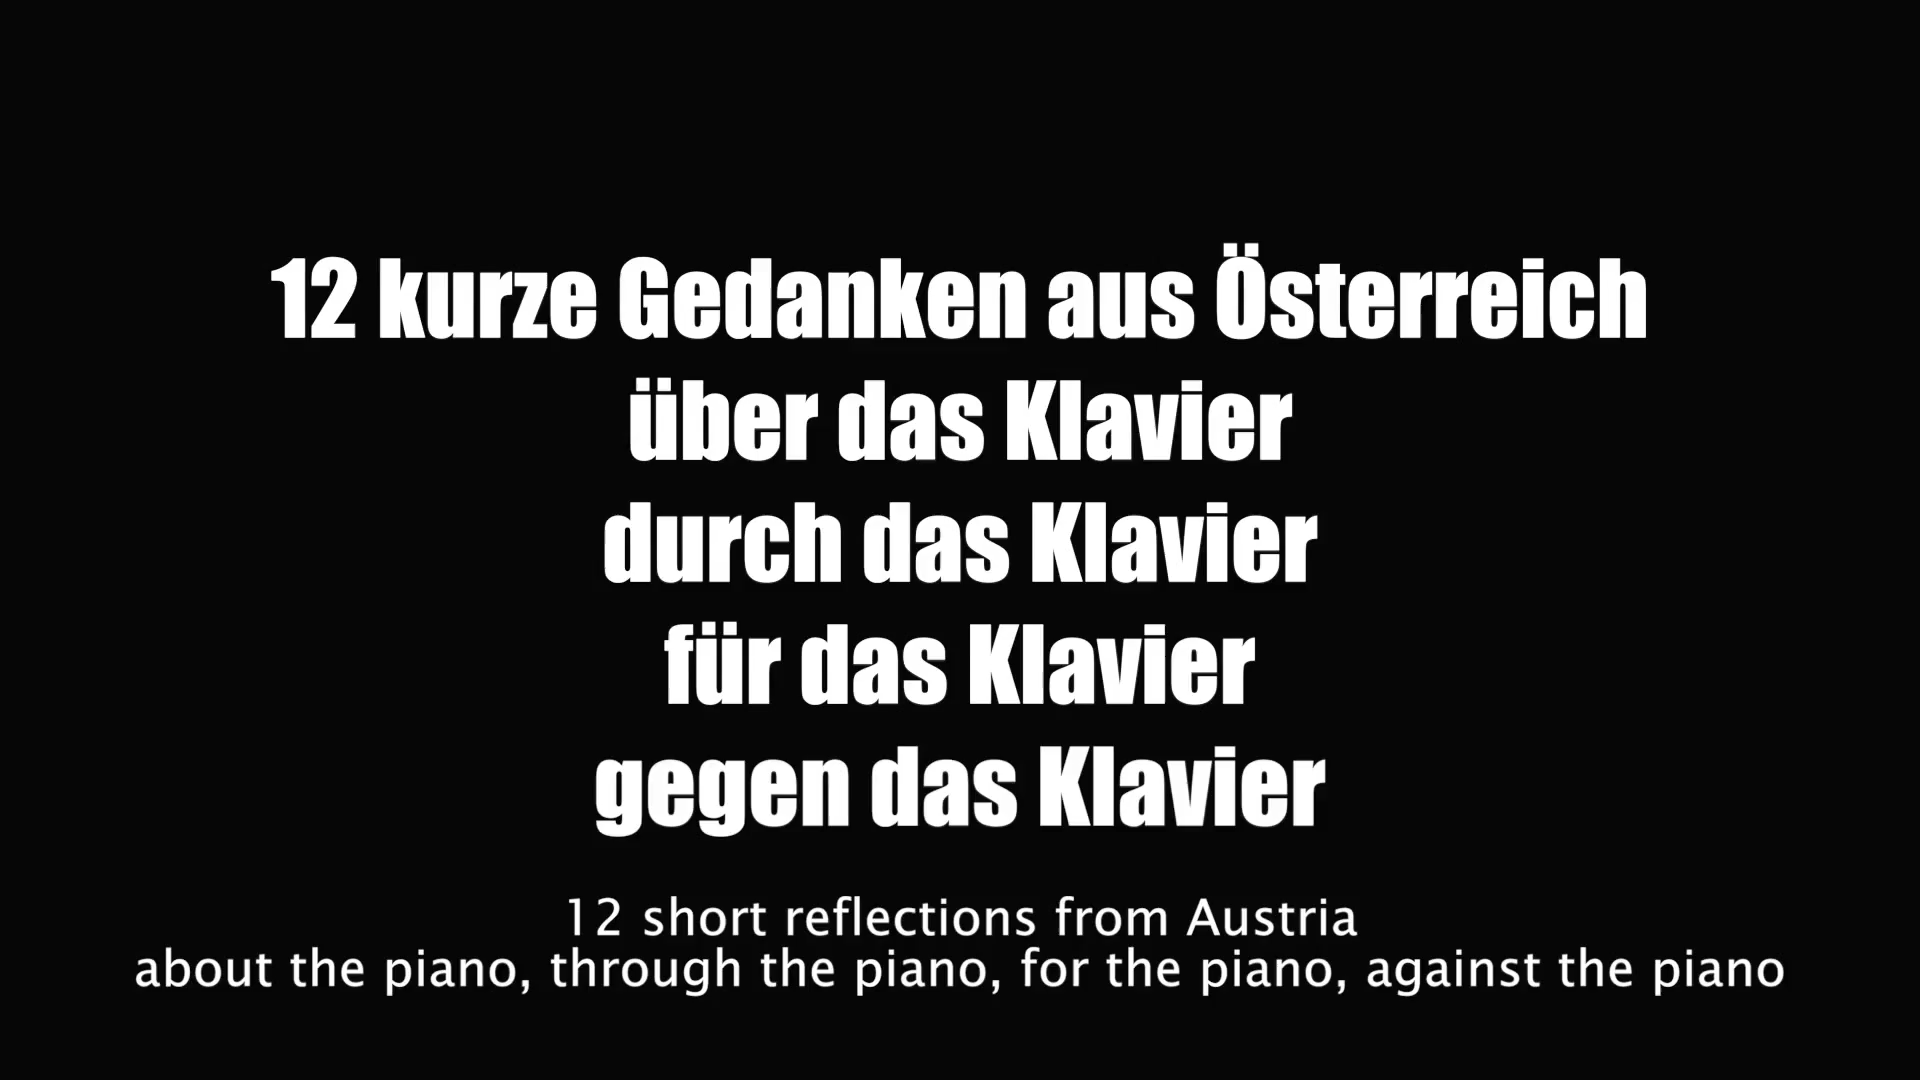 12 kurze Gedanken aus Österreich
über das Klavier
durch das Klavier
für das Klavier
gegen das Klavier
12 short reflections from Austria
about the piano, through the piano, for the piano, against the piano